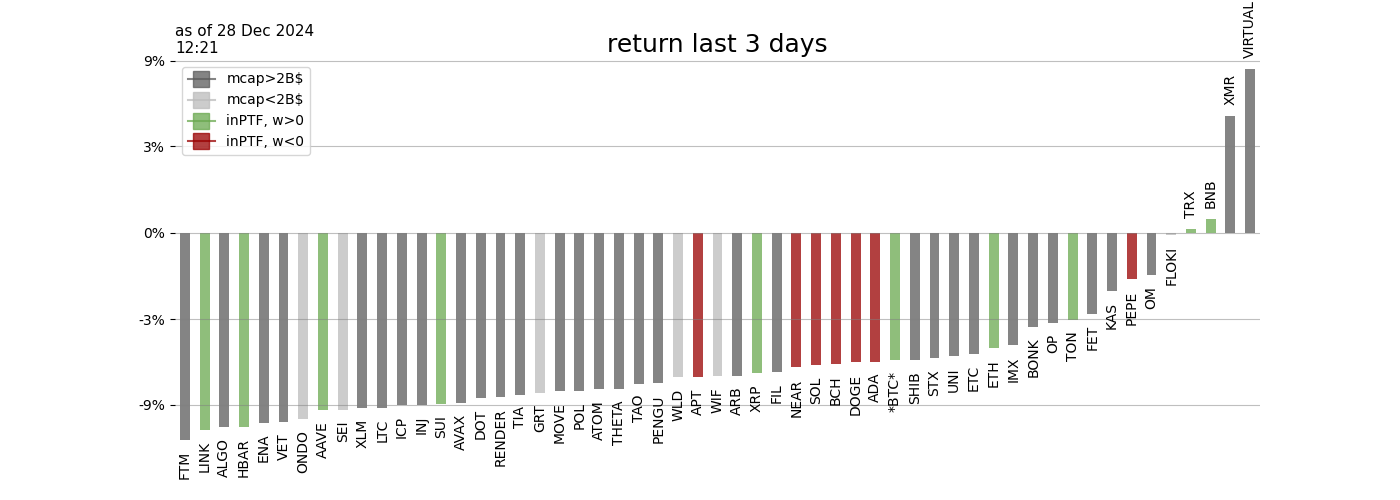 as of 28 Dec 2024
12:21
return last 3 days
9%
3%
0%
-3%
-9%
mcap>2B$
mcap<2B$
inPTF, w>0
inPTF, w<0
FTM
LINK
ALGO
HBAR
ENA
VET
ONDO
AAVE
SEI
XLM
LTC
ICP
INJ
SUI
AVAX
DOT
RENDER
TIA
GRT
MOVE
POL
ATOM
THETA
TAO
PENGU
WLD
APT
WIF
ARB
XRP
FIL
NEAR
SOL
BCH
DOGE
ADA
*BTC*
SHIB
STX
UNI
ETC
ETH
IMX
BONK
OP
TON
FET
KAS
PEPE
OM
FLOKI
TRX
BNB
XMR
VIRTUAL